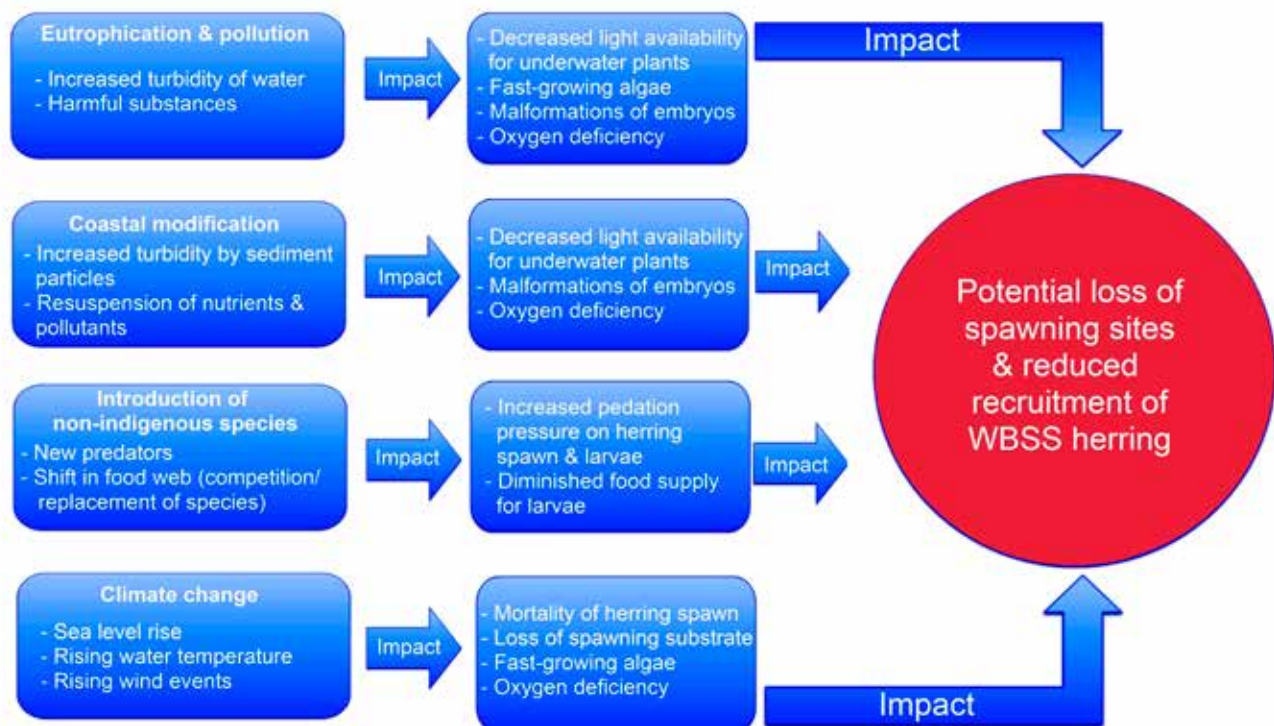 Eutrophication & pollution
- Increased turbidity of water
- Harmful substances
Impact
- Decreased light availability
for underwater plants
- Fast-growing algae
- Malformations of embryos
- Oxygen deficiency
Impact
Coastal modification
- Increased turbidity by sediment
particles
- Resuspension of nutrients &
pollutants
Impact
- Decreased light availability
for underwater plants
- Malformations of embryos
- Oxygen deficiency
Impact
Introduction of
non-indigenous species
- New predators
- Shift in food web (competition/
replacement of species)
Impact
- Increased pedation
pressure on herring
spawn & larvae
- Diminished food supply
for larvae
Impact
Climate change
- Sea level rise
- Rising water temperature
- Rising wind events
Impact
- Mortality of herring spawn
- Loss of spawning substrate
- Fast-growing algae
- Oxygen deficiency
Impact
Potential loss of
spawning sites
& reduced
recruitment of
WBSS herring